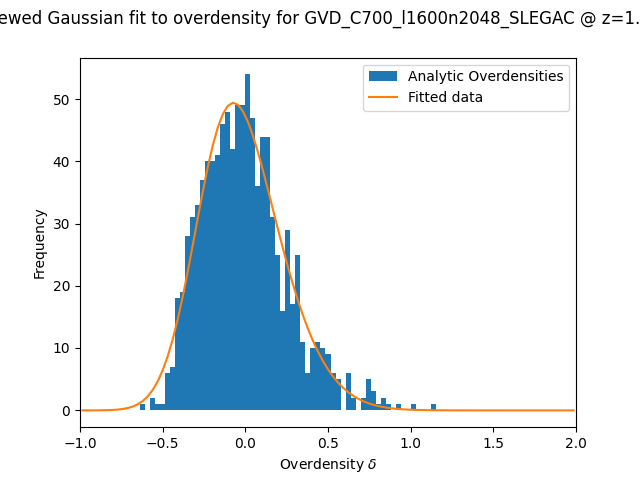 ewed Gaussian fit to overdensity for GVD_C700_l1600n2048_SLEGAC @ z=1.
Analytic Overdensities
Fitted data
Frequency
50
40
30
20
10
0
−1.0 −0.5 0.0 0.5 1.0 1.5 2.0
Overdensity δ